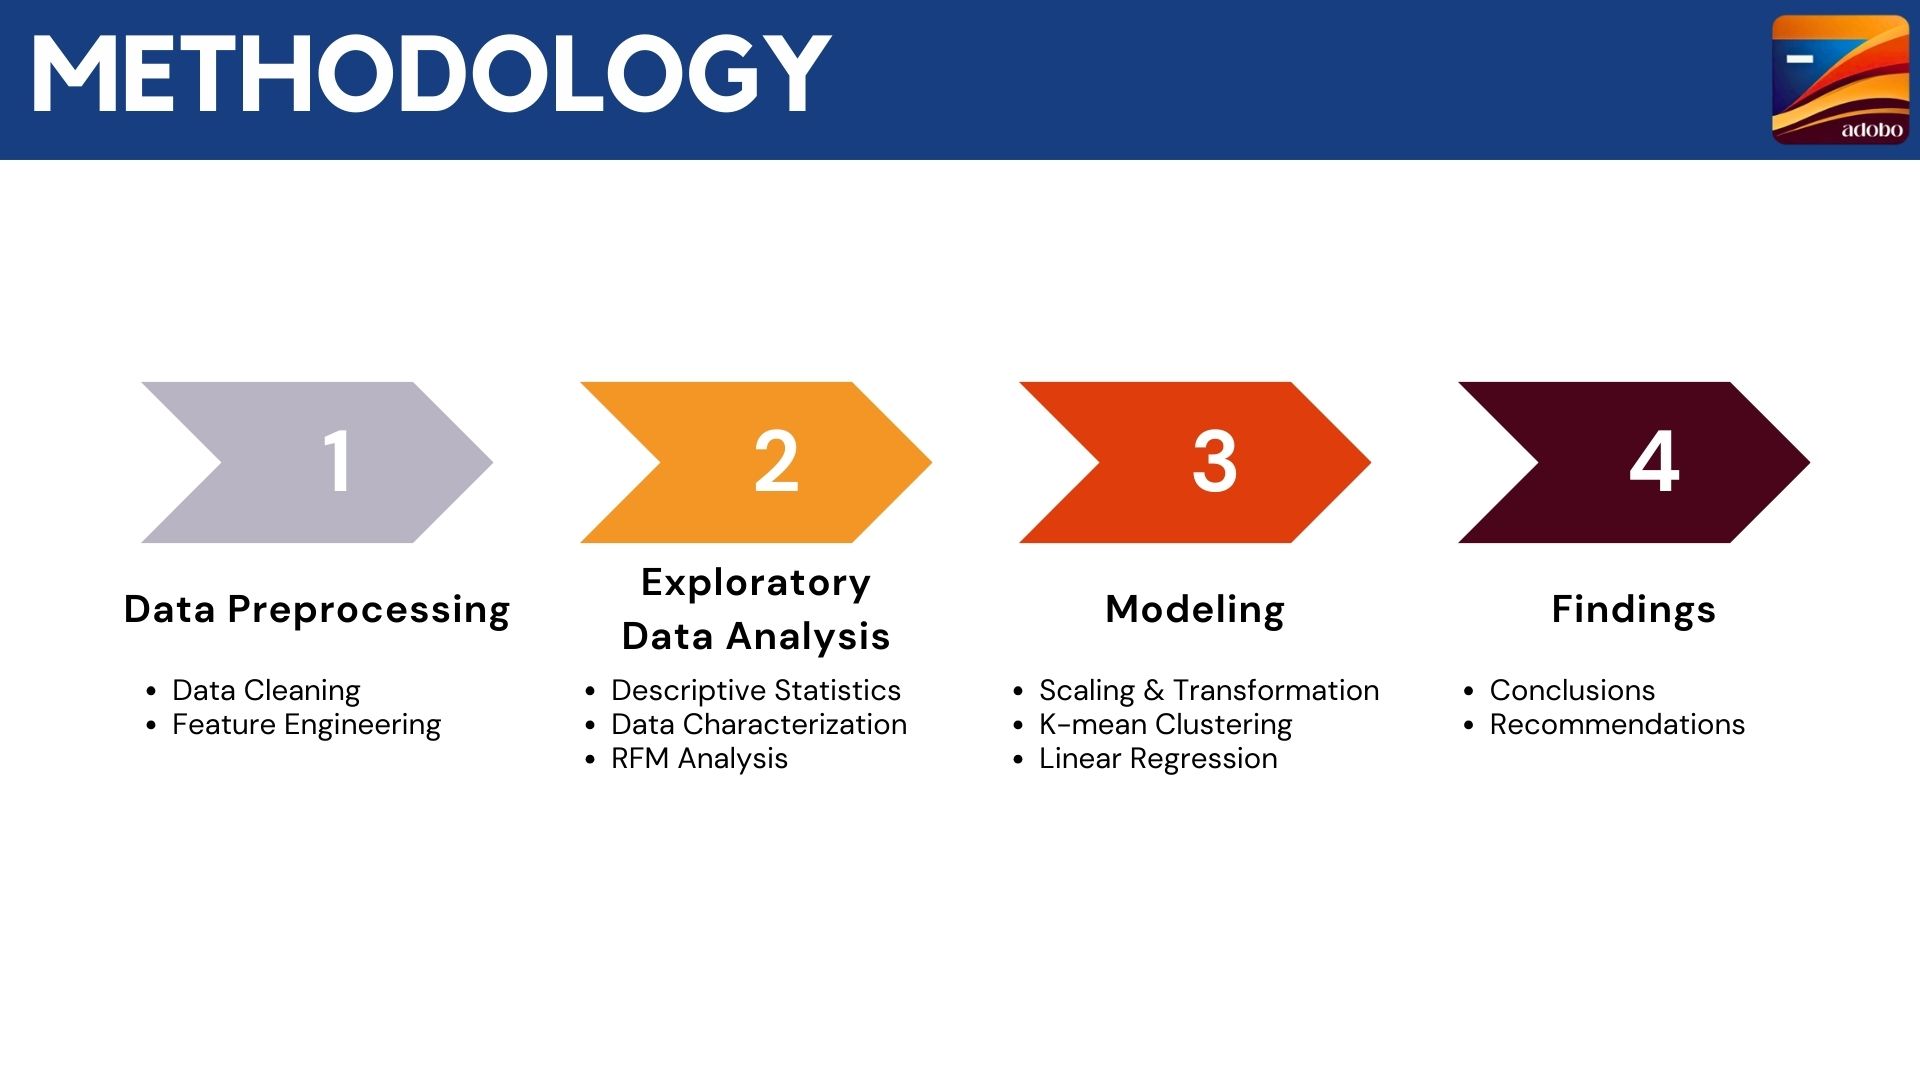 METHODOLOGY
adobo
1
2
3
4
Data Preprocessing
• Data Cleaning
• Feature Engineering
Exploratory
Data Analysis
• Descriptive Statistics
• Data Characterization
• RFM Analysis
Modeling
• Scaling & Transformation
• K-mean Clustering
• Linear Regression
Findings
• Conclusions
• Recommendations